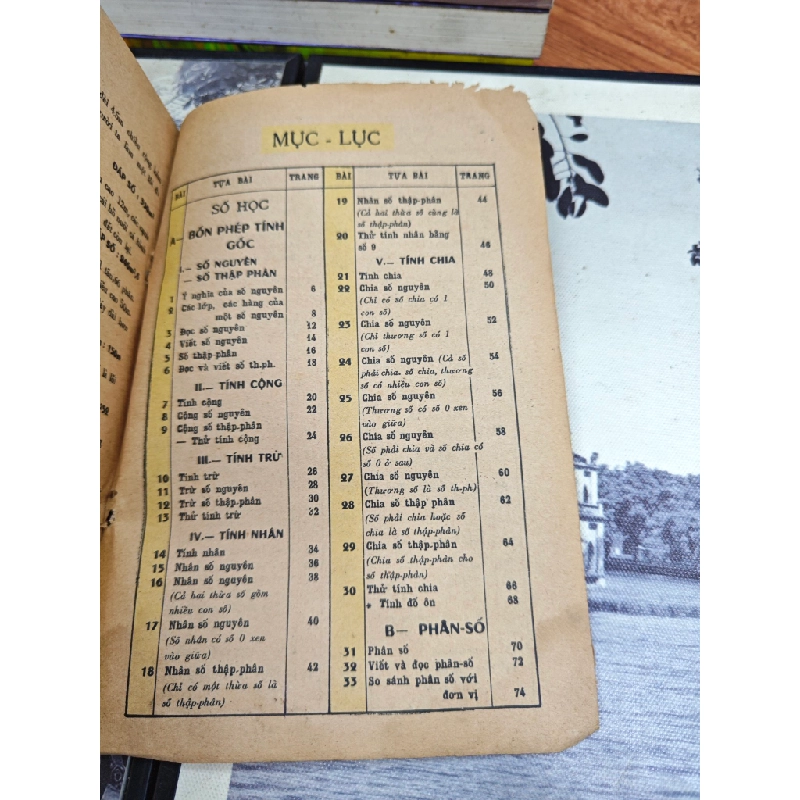 MỤC - LỤC
BÀI TỰA BÀI TRANG
SỐ HỌC
A— BỐN PHÉP TÍNH
GỐC
I.— SỐ NGUYÊN
— SỐ THẬP PHÂN
1 Ý nghĩa của số nguyên 6
2 Các lớp, các hàng của
một số nguyên 8
3 Đọc số nguyên 12
4 Viết số nguyên 14
5 Số thập.phân 16
6 Đọc và viết số th.ph. 18
II.— TÍNH CỘNG
7 Tính cộng 20
8 Cộng số nguyên 22
9 Cộng số thập.phân
— Thử tính cộng 24
III.— TÍNH TRỪ
10 Tính trừ 26
11 Trừ số nguyên 28
12 Trừ số thập.phân 30
13 Thử tính trừ 32
IV.— TÍNH NHÂN
14 Tính nhân 34
15 Nhân số nguyên 36
16 Nhân số nguyên 38
(Cả hai thừa số gồm
nhiều con số)
17 Nhân số nguyên 40
(Số nhân có số 0 xen
vào giữa)
18 Nhân số thập.phân 42
(Chỉ có một thừa số là
số thập-phân)
BÀI TỰA BÀI TRANG
19 Nhân số thập.phân 44
(Cả hai thừa số cùng là
số thập-phân)
20 Thử tính nhân bằng
số 9 46
V.— TÍNH CHIA
21 Tính chia 48
22 Chia số nguyên 50
(Chỉ có số chia có 1
con số)
23 Chia số nguyên 52
(Chỉ thương số có 1
con số)
24 Chia số nguyên (Cả số 54
phải chia, số chia, thương
số có nhiều con số)
25 Chia số nguyên 56
(Thương số có số 0 xen
vào giữa)
26 Chia số nguyên 58
(Số phải chia và số chia có
số 0 ở sau)
27 Chia số nguyên 60
(Thương số là số th-ph)
28 Chia số thập phân 62
(Số phải chia hoặc số
chia là số thập-phân)
29 Chia số thập.phân 64
(Chia số thập-phân cho
số thập-phân)
30 Thử tính chia 66
+ Tính đố ôn 68
B— PHÂN-SỐ
31 Phân số 70
32 Viết và đọc phân-số 72
33 So sánh phân số với
đơn vị 74